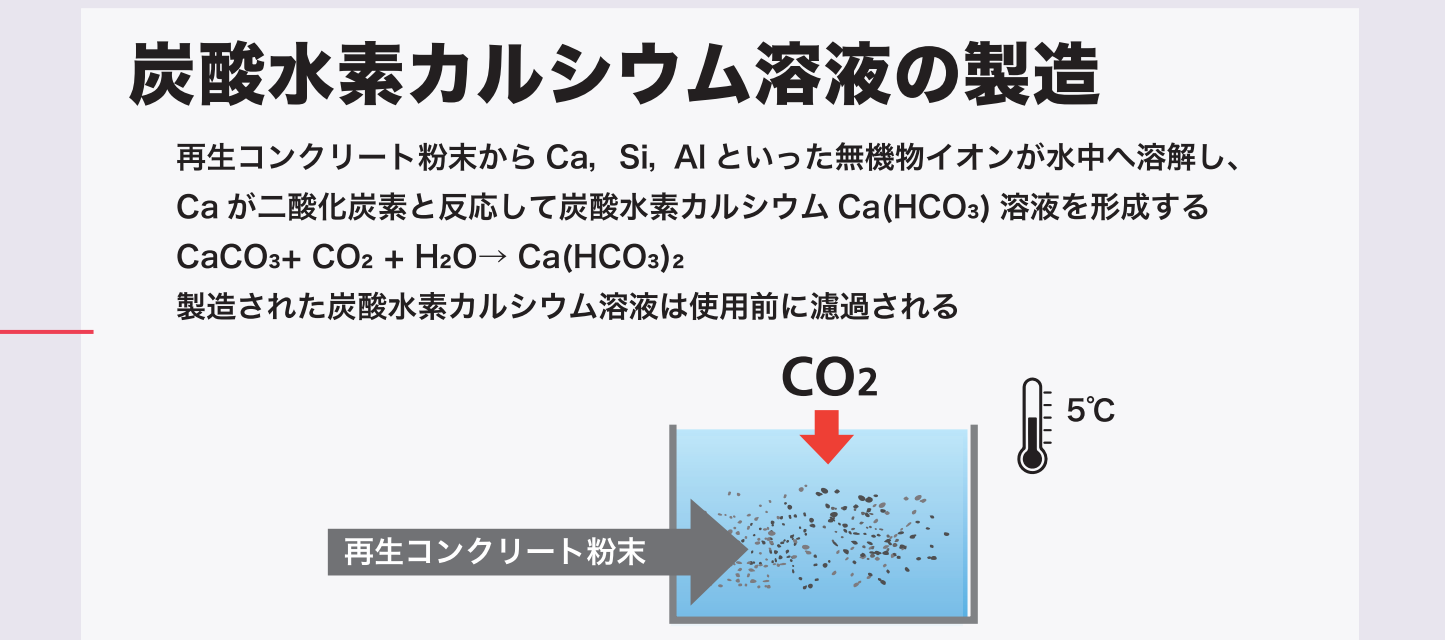 炭酸水素カルシウム溶液の製造
再生コンクリート粉末から Ca, Si, Al といった無機物イオンが水中へ溶解し、
Ca が二酸化炭素と反応して炭酸水素カルシウム Ca(HCO₃) 溶液を形成する
CaCO₃+ CO₂ + H₂O→ Ca(HCO₃)₂
製造された炭酸水素カルシウム溶液は使用前に濾過される
CO₂
5℃
再生コンクリート粉末